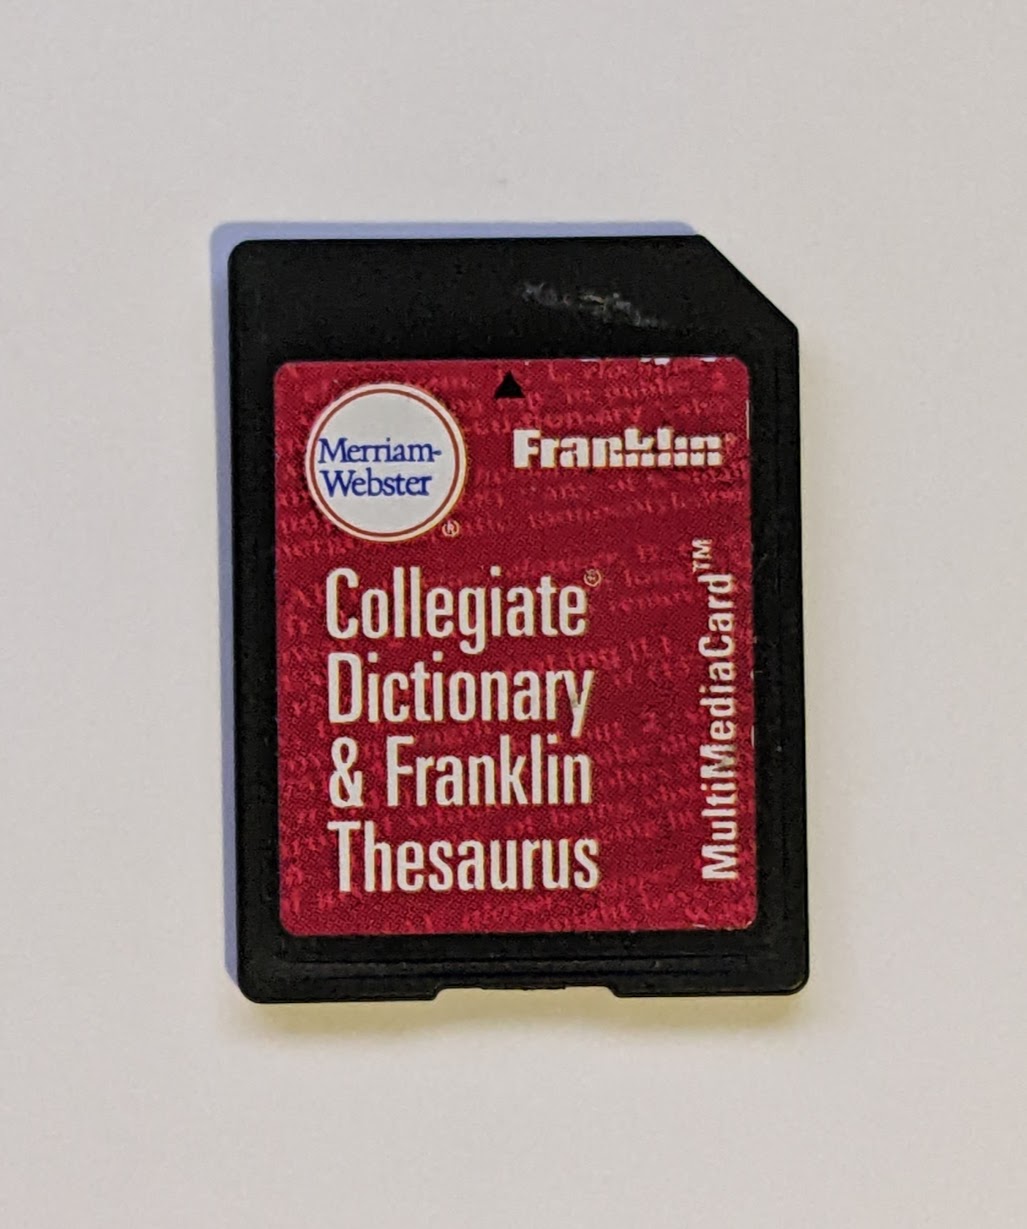 Merriam-
Webster
®
Franklin
Collegiate®
Dictionary
& Franklin
Thesaurus
MultiMediaCard™